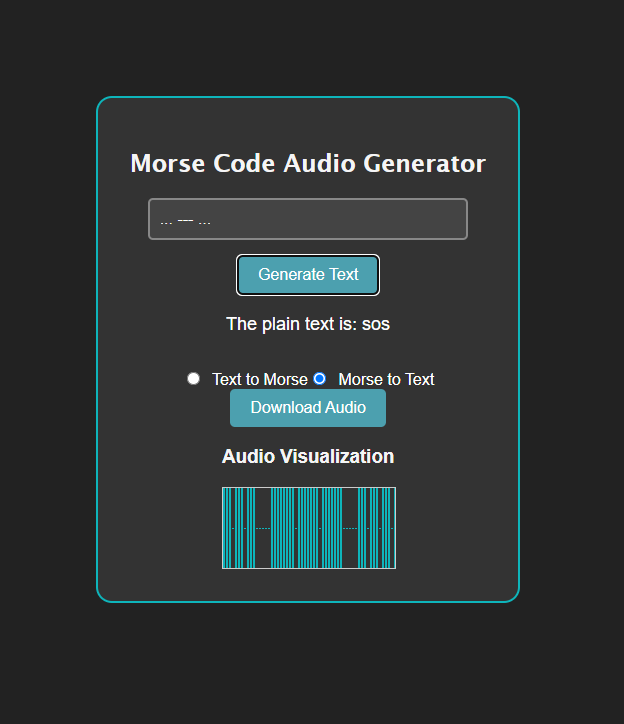 Morse Code Audio Generator
... --- ...
Generate Text
The plain text is: sos
Text to Morse Morse to Text
Download Audio
Audio Visualization